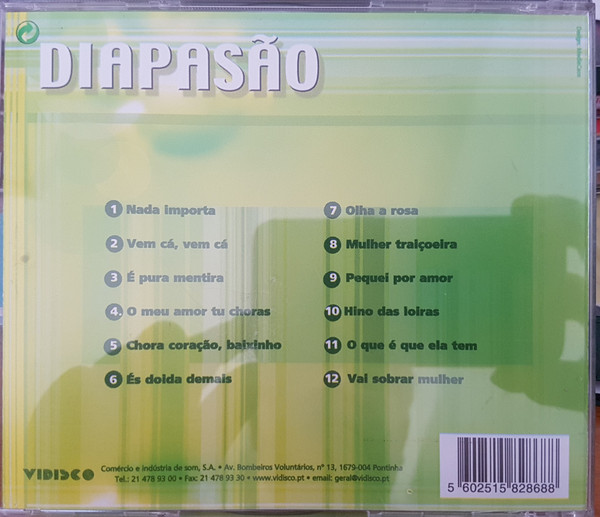 DIAPASÃO
1 Nada importa
2 Vem cá, vem cá
3 É pura mentira
4. O meu amor tu choras
5 Chora coração, baixinho
6 És doida demais
7 Olha a rosa
8 Mulher traiçoeira
9 Pequei por amor
10 Hino das loiras
11 O que é que ela tem
12 Vai sobrar mulher
VIDISCO
Comércio e indústria de som, S.A. • Av. Bombeiros Voluntários, nº 13, 1679-004 Pontinha
Tel.: 21 478 93 00 Fax: 21 478 93 30 • www.vidisco.pt • email: geral@vidisco.pt
5 602515 828688